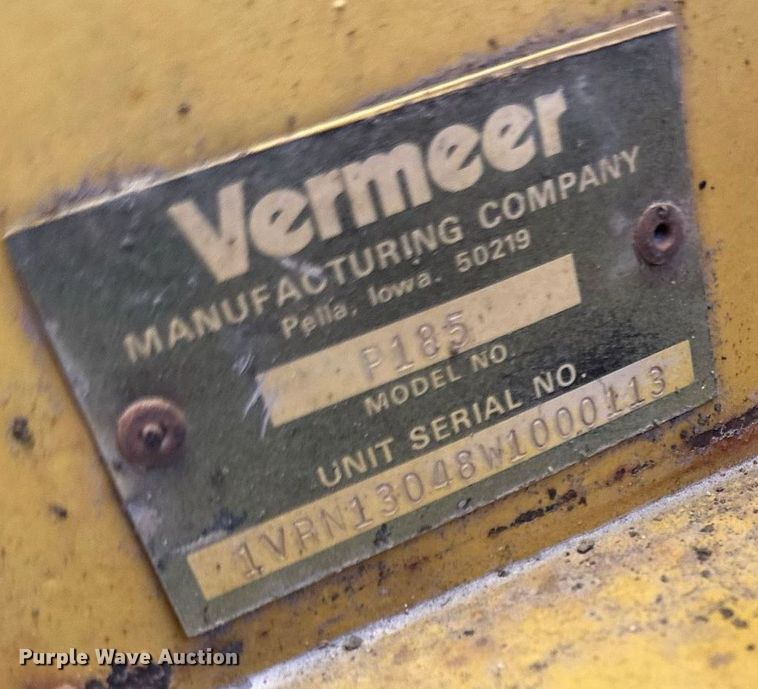 Vermeer
MANUFACTURING COMPANY
Pella, Iowa. 50219
P185
MODEL NO.
UNIT SERIAL NO.
1VRN13048W1000113
Purple Wave Auction